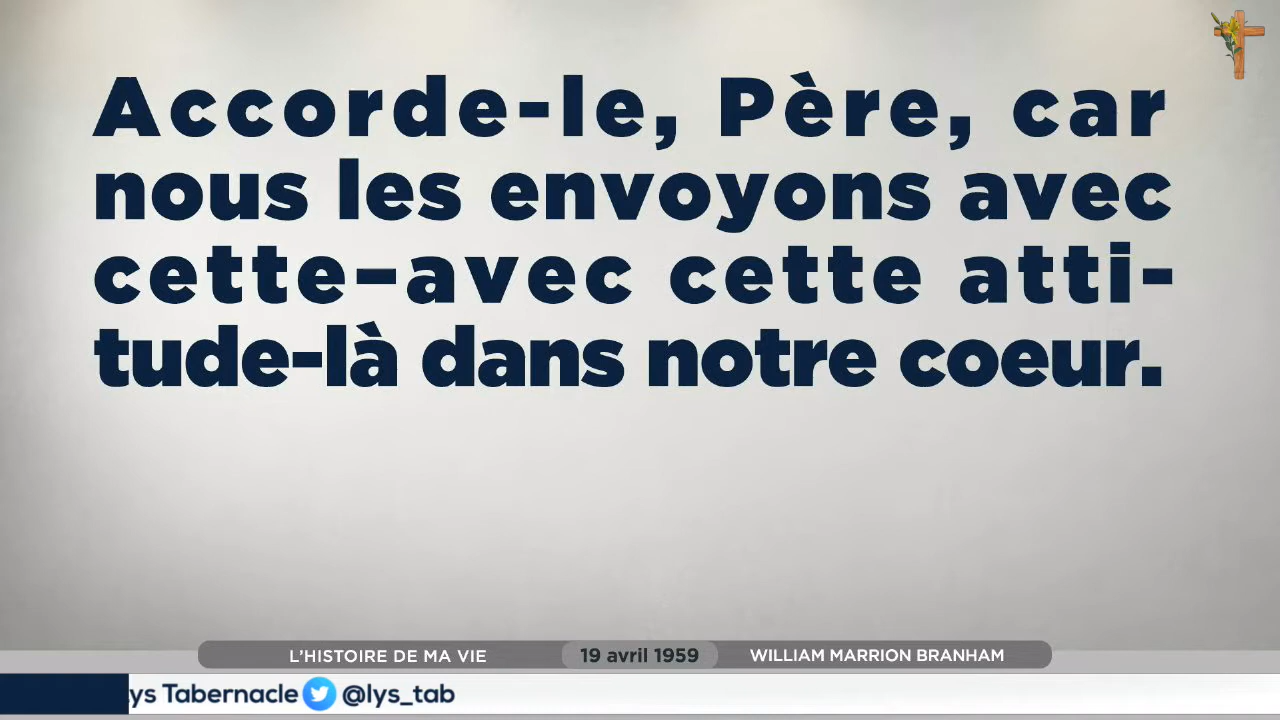 Accorde-le, Père, car
nous les envoyons avec
cette–avec cette atti-
tude-là dans notre coeur.
L'HISTOIRE DE MA VIE 19 avril 1959 WILLIAM MARRION BRANHAM
ys Tabernacle @lys_tab